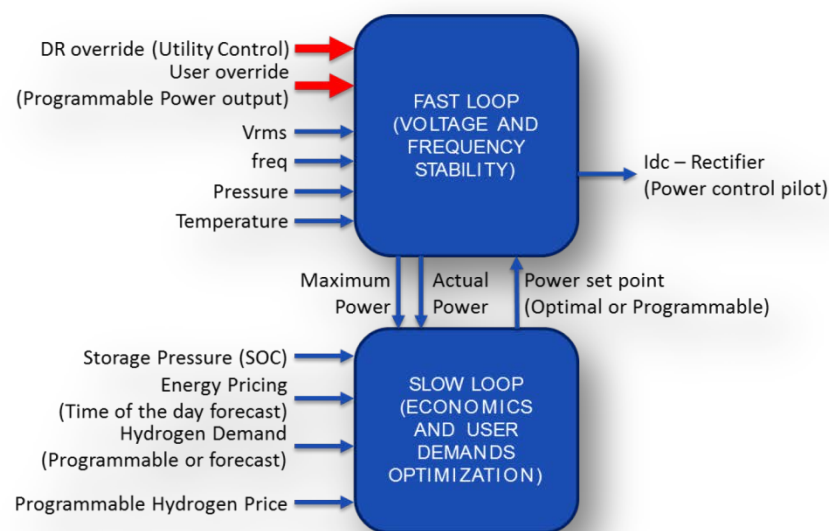 DR override (Utility Control)
User override
(Programmable Power output)
Vrms
freq
Pressure
Temperature
FAST LOOP
(VOLTAGE AND
FREQUENCY
STABILITY)
Idc – Rectifier
(Power control pilot)
Maximum
Power
Actual
Power
Power set point
(Optimal or Programmable)
Storage Pressure (SOC)
Energy Pricing
(Time of the day forecast)
Hydrogen Demand
(Programmable or forecast)
Programmable Hydrogen Price
SLOW LOOP
(ECONOMICS
AND USER
DEMANDS
OPTIMIZATION)